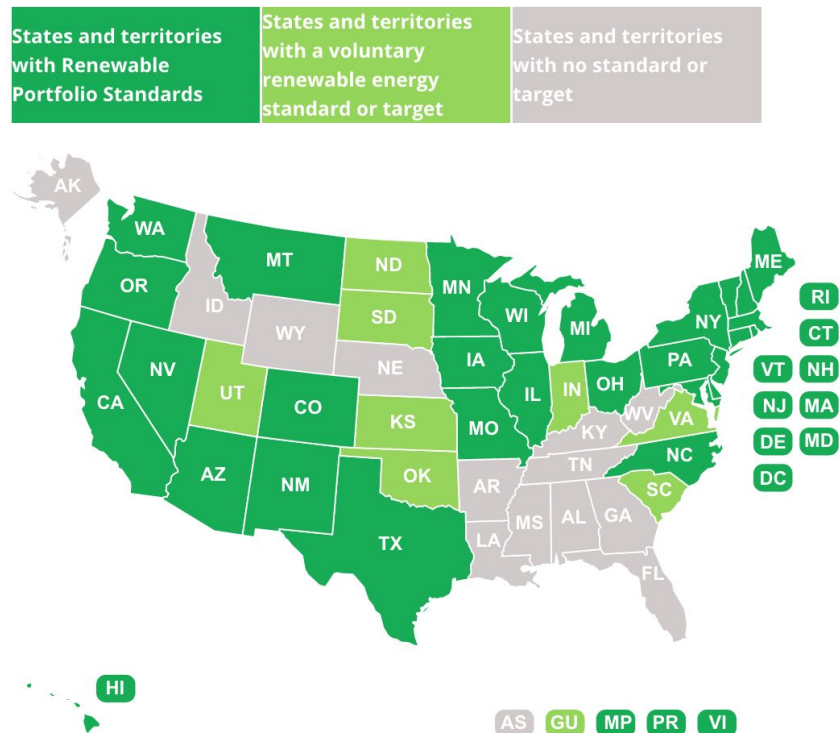 States and territories
with Renewable
Portfolio Standards
States and territories
with a voluntary
renewable energy
standard or target
States and territories
with no standard or
target
AK
WA
MT
ND
MN
ME
OR
ID
SD
WI
MI
NY
RI
WY
CT
NV
NE
IA
PA
VT
NH
CA
UT
CO
KS
MO
IL
IN
OH
WV
VA
NJ
MA
KY
DE
MD
AZ
NM
OK
AR
TN
NC
DC
SC
TX
LA
MS
AL
GA
FL
HI
AS
GU
MP
PR
VI